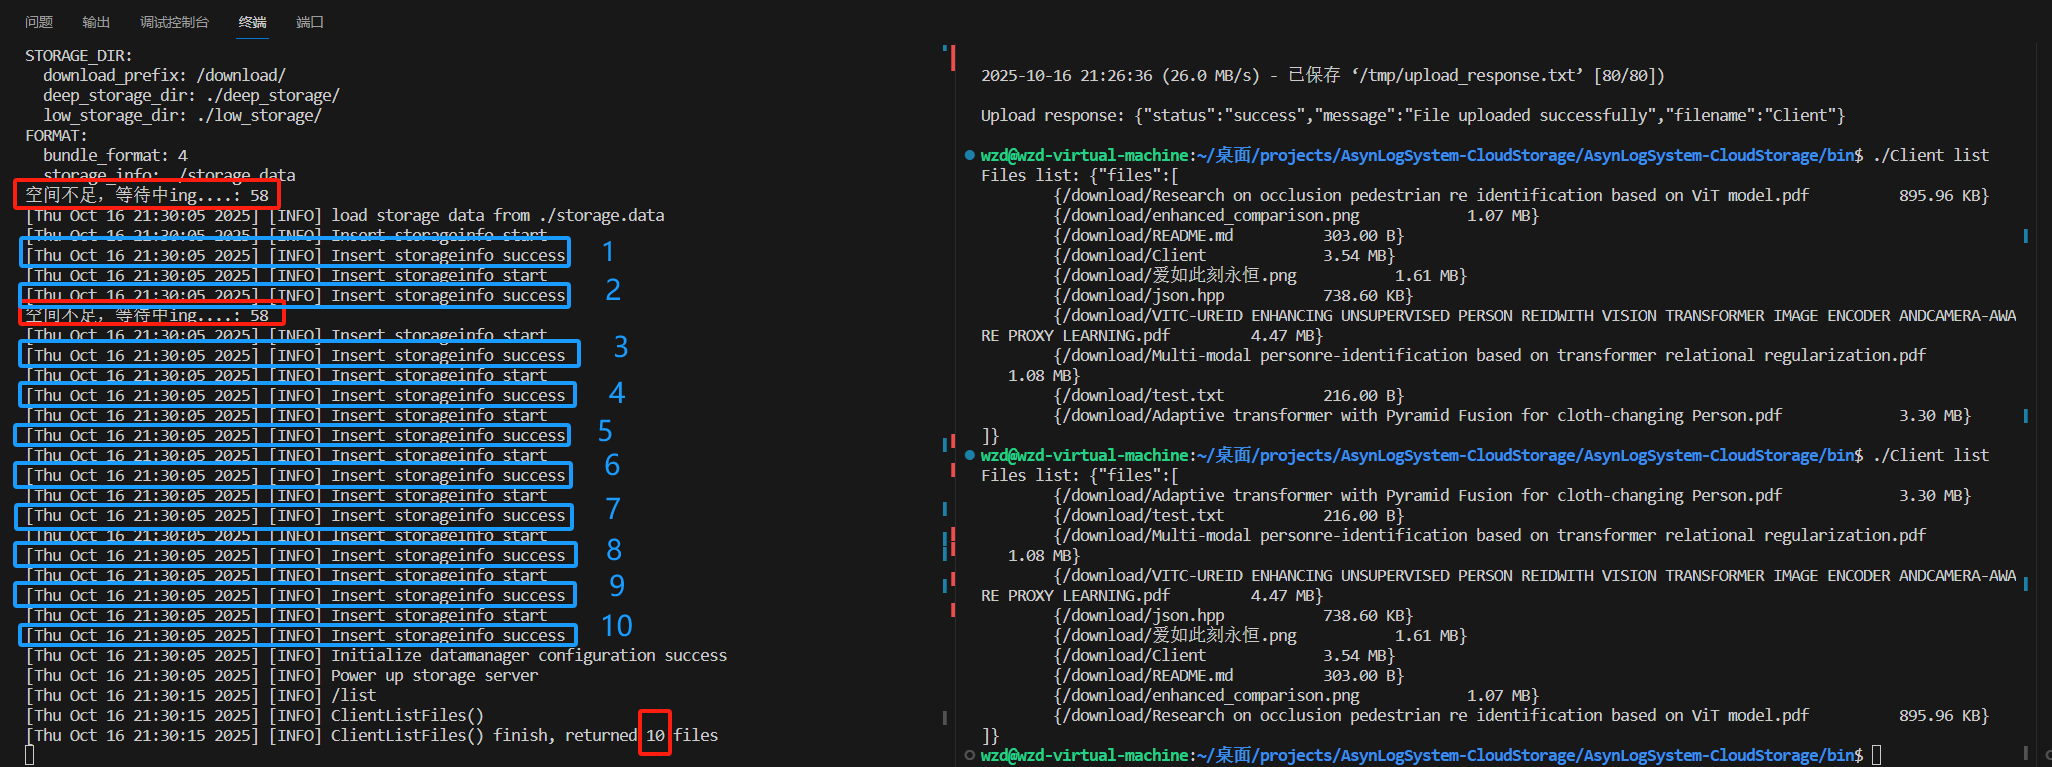 问题 输出 调试控制台 终端 端口
STORAGE_DIR:
download_prefix: /download/
deep_storage_dir: ./deep_storage/
low_storage_dir: ./low_storage/
FORMAT:
bundle_format: 4
storage_info: ./storage.data
空间不足, 等待中ing....: 58
[Thu Oct 16 21:30:05 2025] [INFO] load storage data from ./storage.data
[Thu Oct 16 21:30:05 2025] [INFO] Insert storageinfo start
[Thu Oct 16 21:30:05 2025] [INFO] Insert storageinfo success 1
[Thu Oct 16 21:30:05 2025] [INFO] Insert storageinfo start
[Thu Oct 16 21:30:05 2025] [INFO] Insert storageinfo success 2
空间不足, 等待中ing....: 58
[Thu Oct 16 21:30:05 2025] [INFO] Insert storageinfo start
[Thu Oct 16 21:30:05 2025] [INFO] Insert storageinfo success 3
[Thu Oct 16 21:30:05 2025] [INFO] Insert storageinfo start
[Thu Oct 16 21:30:05 2025] [INFO] Insert storageinfo success 4
[Thu Oct 16 21:30:05 2025] [INFO] Insert storageinfo start
[Thu Oct 16 21:30:05 2025] [INFO] Insert storageinfo success 5
[Thu Oct 16 21:30:05 2025] [INFO] Insert storageinfo start
[Thu Oct 16 21:30:05 2025] [INFO] Insert storageinfo success 6
[Thu Oct 16 21:30:05 2025] [INFO] Insert storageinfo start
[Thu Oct 16 21:30:05 2025] [INFO] Insert storageinfo success 7
[Thu Oct 16 21:30:05 2025] [INFO] Insert storageinfo start
[Thu Oct 16 21:30:05 2025] [INFO] Insert storageinfo success 8
[Thu Oct 16 21:30:05 2025] [INFO] Insert storageinfo start
[Thu Oct 16 21:30:05 2025] [INFO] Insert storageinfo success 9
[Thu Oct 16 21:30:05 2025] [INFO] Insert storageinfo start
[Thu Oct 16 21:30:05 2025] [INFO] Insert storageinfo success 10
[Thu Oct 16 21:30:05 2025] [INFO] Initialize datamanager configuration success
[Thu Oct 16 21:30:05 2025] [INFO] Power up storage server
[Thu Oct 16 21:30:15 2025] [INFO] /list
[Thu Oct 16 21:30:15 2025] [INFO] ClientListFiles()
[Thu Oct 16 21:30:15 2025] [INFO] ClientListFiles() finish, returned 10 files
2025-10-16 21:26:36 (26.0 MB/s) - 已保存 ‘/tmp/upload_response.txt’ [80/80])
Upload response: {"status":"success","message":"File uploaded successfully","filename":"Client"}
wzd@wzd-virtual-machine:~/桌面/projects/AsynLogSystem-CloudStorage/AsynLogSystem-CloudStorage/bin$ ./Client list
Files list: {"files":[
{/download/Research on occlusion pedestrian re identification based on ViT model.pdf 895.96 KB}
{/download/enhanced_comparison.png 1.07 MB}
{/download/README.md 303.00 B}
{/download/Client 3.54 MB}
{/download/爱如此刻永恒.png 1.61 MB}
{/download/json.hpp 738.60 KB}
{/download/VITC-UREID ENHANCING UNSUPERVISED PERSON REIDWITH VISION TRANSFORMER IMAGE ENCODER ANDCAMERA-AWA
RE PROXY LEARNING.pdf 4.47 MB}
{/download/Multi-modal personre-identification based on transformer relational regularization.pdf
1.08 MB}
{/download/test.txt 216.00 B}
{/download/Adaptive transformer with Pyramid Fusion for cloth-changing Person.pdf 3.30 MB}
]}
wzd@wzd-virtual-machine:~/桌面/projects/AsynLogSystem-CloudStorage/AsynLogSystem-CloudStorage/bin$ ./Client list
Files list: {"files":[
{/download/Adaptive transformer with Pyramid Fusion for cloth-changing Person.pdf 3.30 MB}
{/download/test.txt 216.00 B}
{/download/Multi-modal personre-identification based on transformer relational regularization.pdf
1.08 MB}
{/download/VITC-UREID ENHANCING UNSUPERVISED PERSON REIDWITH VISION TRANSFORMER IMAGE ENCODER ANDCAMERA-AWA
RE PROXY LEARNING.pdf 4.47 MB}
{/download/json.hpp 738.60 KB}
{/download/爱如此刻永恒.png 1.61 MB}
{/download/Client 3.54 MB}
{/download/README.md 303.00 B}
{/download/enhanced_comparison.png 1.07 MB}
{/download/Research on occlusion pedestrian re identification based on ViT model.pdf 895.96 KB}
]}
wzd@wzd-virtual-machine:~/桌面/projects/AsynLogSystem-CloudStorage/AsynLogSystem-CloudStorage/bin$